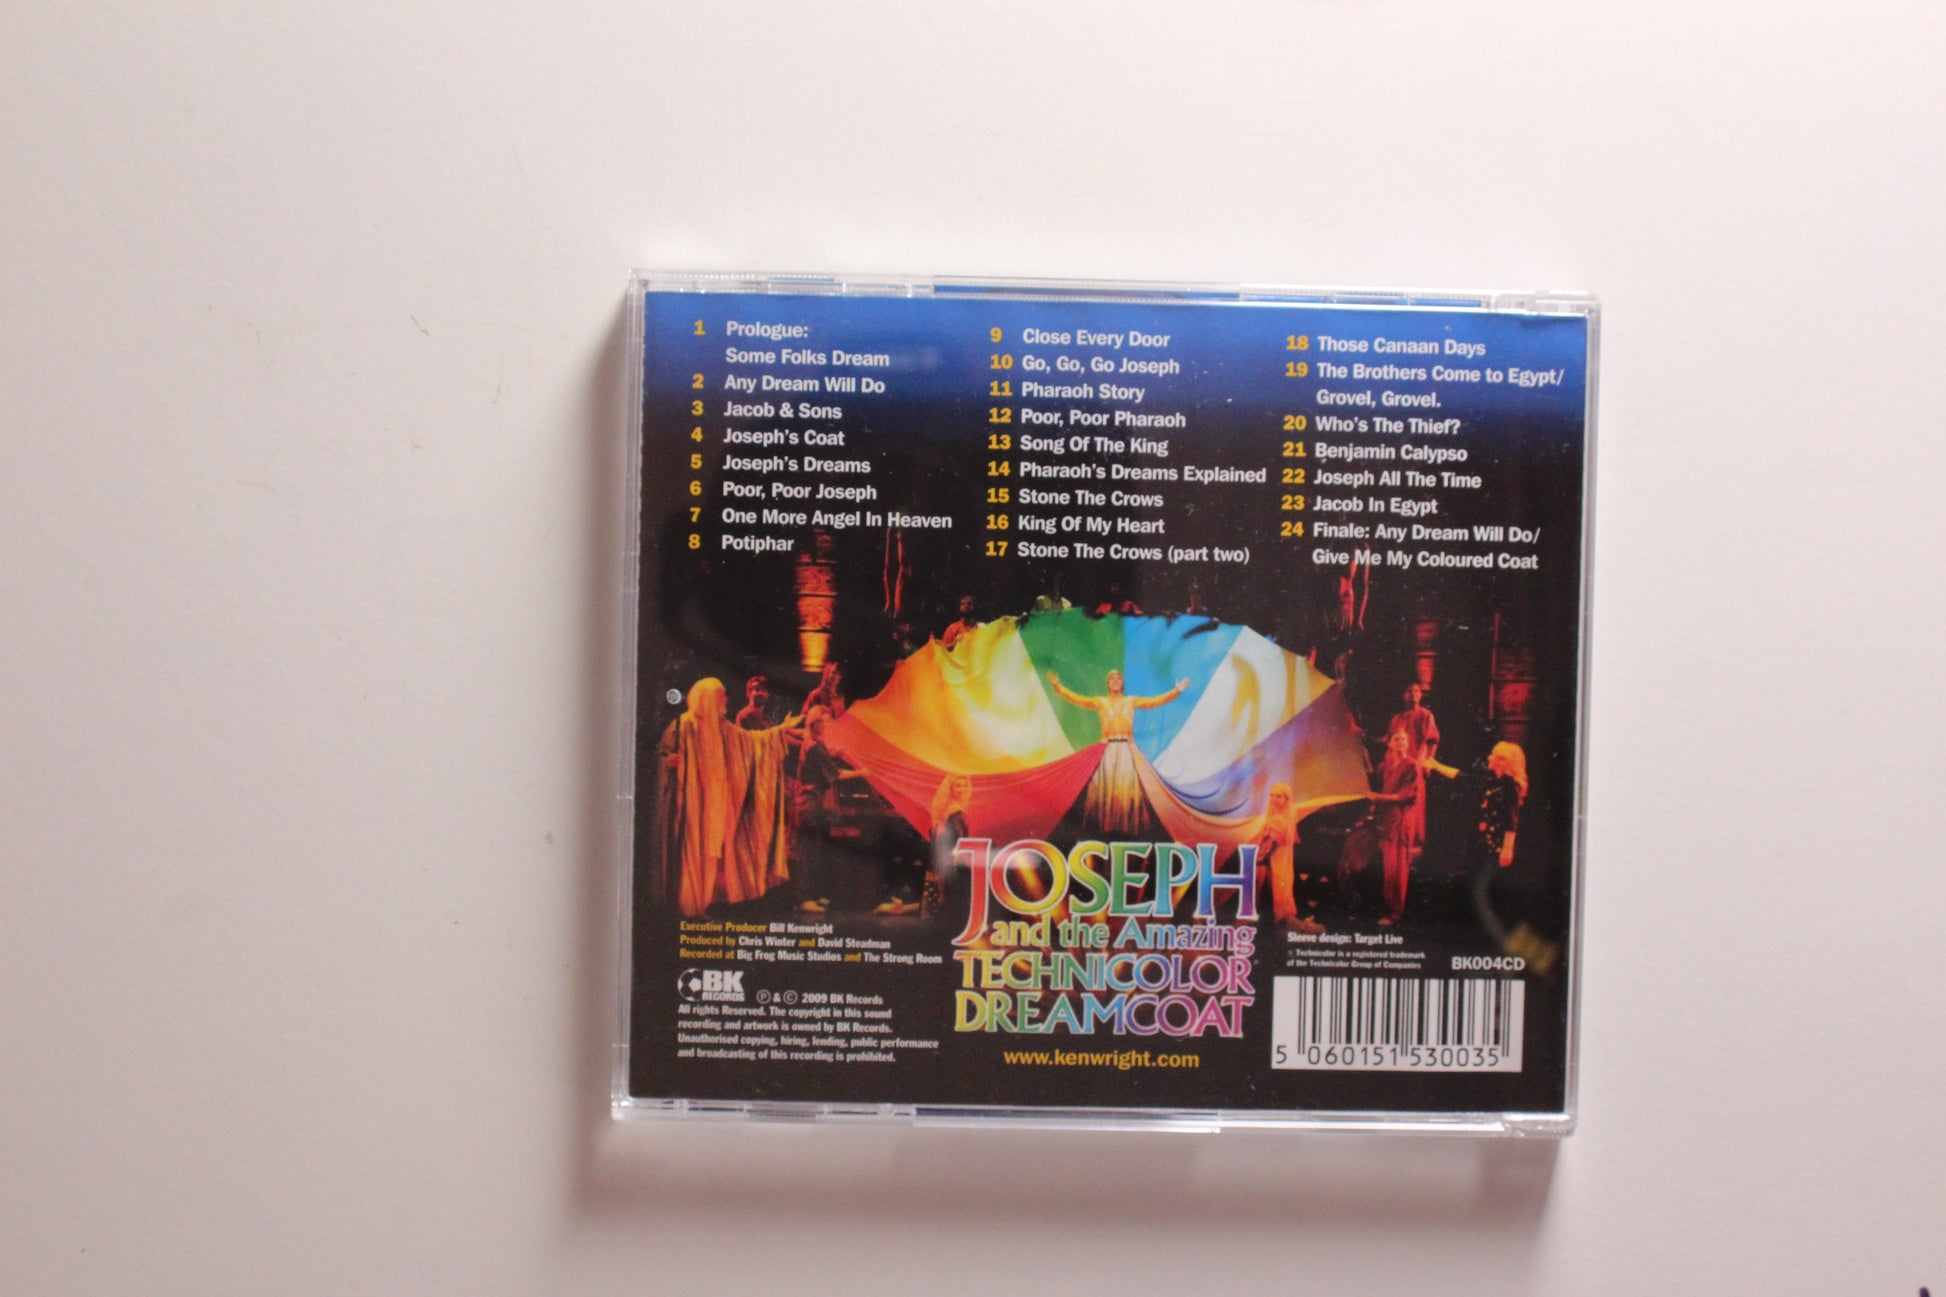 1 Prologue:
Some Folks Dream
2 Any Dream Will Do
3 Jacob & Sons
4 Joseph's Coat
5 Joseph's Dreams
6 Poor, Poor Joseph
7 One More Angel In Heaven
8 Potiphar
9 Close Every Door
10 Go, Go, Go Joseph
11 Pharaoh Story
12 Poor, Poor Pharaoh
13 Song Of The King
14 Pharaoh's Dreams Explained
15 Stone The Crows
16 King Of My Heart
17 Stone The Crows (part two)
18 Those Canaan Days
19 The Brothers Come to Egypt/
Grovel, Grovel.
20 Who's The Thief?
21 Benjamin Calypso
22 Joseph All The Time
23 Jacob In Egypt
24 Finale: Any Dream Will Do/
Give Me My Coloured Coat
Executive Producer Bill Kenwright
Produced by Chris Winter and David Steadman
Recorded at Big Frog Music Studios and The Strong Room
BK
RECORDS
℗ & © 2009 BK Records
All rights Reserved. The copyright in this sound
recording and artwork is owned by BK Records.
Unauthorised copying, hiring, lending, public performance
and broadcasting of this recording is prohibited.
JOSEPH
and the Amazing
TECHNICOLOR
DREAMCOAT
www.kenwright.com
Sleeve design: Target Live
Technicolor is a registered trademark
of the Technicolor Group of Companies
BK004CD
5 060151 530035